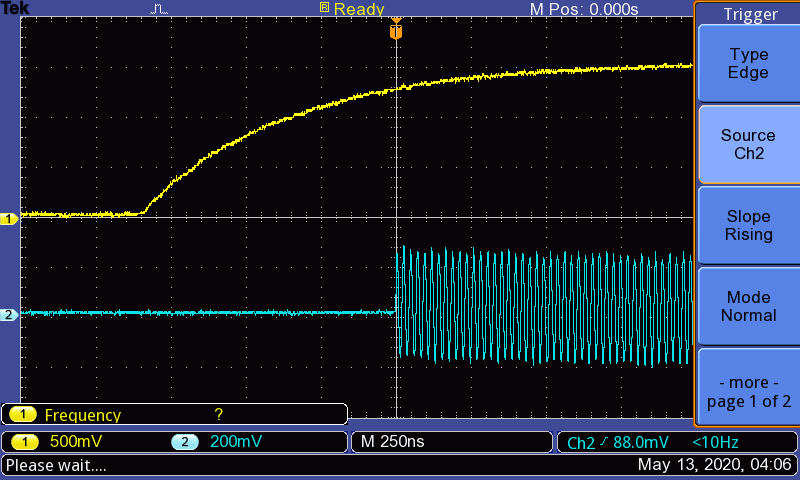 Tek Ready M Pos: 0.000s
Trigger
T
Type
Edge
Source
Ch2
Slope
Rising
1
Mode
Normal
2
- more -
page 1 of 2
1 Frequency ?
1 500mV 2 200mV M 250ns Ch2 88.0mV <10Hz
Please wait.... May 13, 2020, 04:06